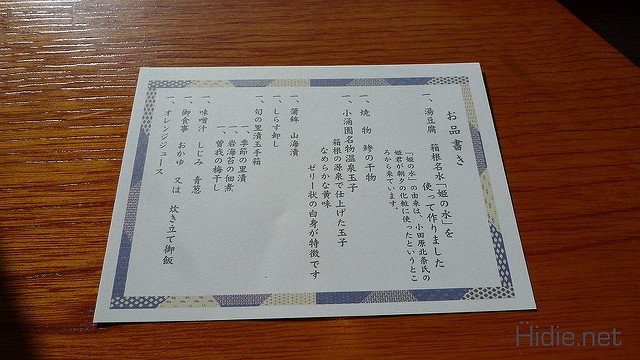 お品書き
一、湯豆腐 箱根名水「姫の水」を
使って作りました
「姫の水」の由来は、小田原北条氏の
姫君が朝夕の化粧に使ったというとこ
ろから来ています。
一、焼 物 鯵の干物
一、小涌園名物温泉玉子
箱根の源泉で仕上げた玉子
なめらかな黄味
ゼリー状の白身が特徴です
一、蒲鉾 山海漬
一、しらす卸し
一、旬の里漬玉手箱
一、季節の里漬
一、岩海苔の佃煮
一、曽我の梅干し
一、味噌汁 しじみ 青葱
一、御食事 おかゆ 又は 炊き立て御飯
一、オレンジジュース
Hidie.net